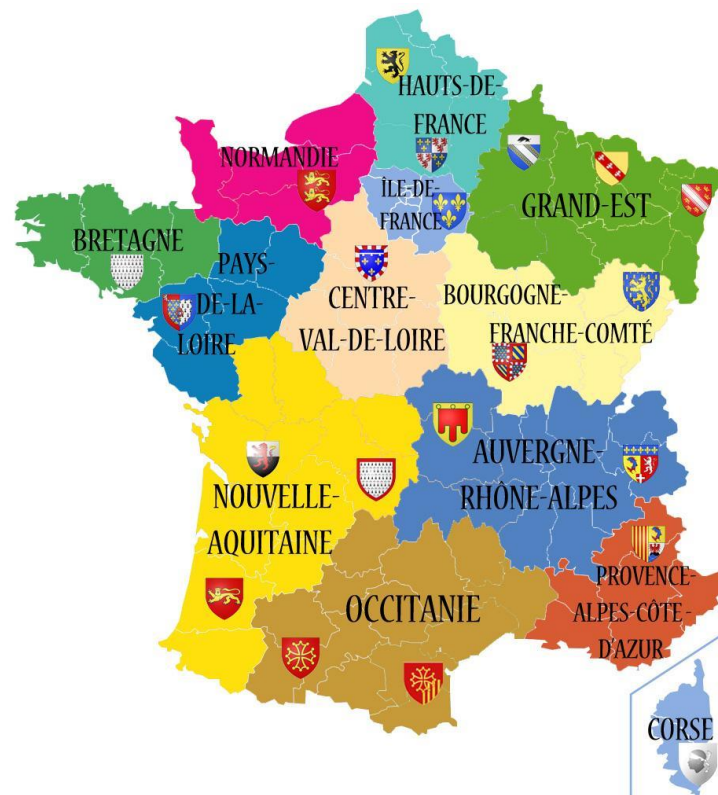 HAUTS-DE-
FRANCE
NORMANDIE
ÎLE-DE-
FRANCE
GRAND-EST
BRETAGNE
PAYS-
DE-LA-
LOIRE
CENTRE-
VAL-DE-LOIRE
BOURGOGNE-
FRANCHE-COMTÉ
NOUVELLE-
AQUITAINE
AUVERGNE-
RHÔNE-ALPES
OCCITANIE
PROVENCE-
ALPES-CÔTE-
D'AZUR
CORSE